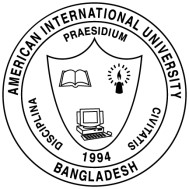 AMERICAN INTERNATIONAL UNIVERSITY
PRAESIDIUM
DISCIPLINA
CIVITATIS
1994
BANGLADESH